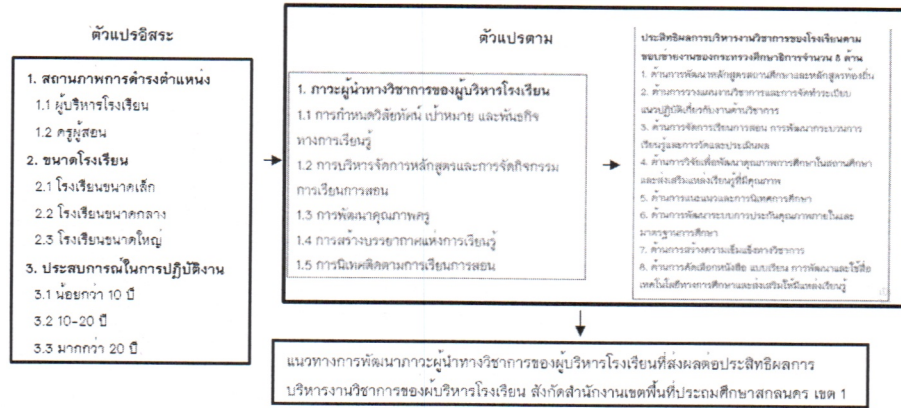 ตัวแปรอิสระ
1. สถานภาพการดำรงตำแหน่ง
1.1 ผู้บริหารโรงเรียน
1.2 ครูผู้สอน
2. ขนาดโรงเรียน
2.1 โรงเรียนขนาดเล็ก
2.2 โรงเรียนขนาดกลาง
2.3 โรงเรียนขนาดใหญ่
3. ประสบการณ์ในการปฏิบัติงาน
3.1 น้อยกว่า 10 ปี
3.2 10-20 ปี
3.3 มากกว่า 20 ปี
ตัวแปรตาม
1. ภาวะผู้นำทางวิชาการของผู้บริหารโรงเรียน
1.1 การกำหนดวิสัยทัศน์ เป้าหมาย และพันธกิจ
ทางการเรียนรู้
1.2 การบริหารจัดการหลักสูตรและการจัดกิจกรรม
การเรียนการสอน
1.3 การพัฒนาคุณภาพครู
1.4 การสร้างบรรยากาศแห่งการเรียนรู้
1.5 การนิเทศติดตามการเรียนการสอน
ประสิทธิผลการบริหารงานวิชาการของโรงเรียนตาม
ขอบข่ายงานของกระทรวงศึกษาธิการจำนวน 8 ด้าน
1. ด้านการพัฒนาหลักสูตรสถานศึกษาและหลักสูตรท้องถิ่น
2. ด้านการวางแผนงานวิชาการและการจัดทำระเบียบ
แนวปฏิบัติเกี่ยวกับงานด้านวิชาการ
3. ด้านการจัดการเรียนการสอน การพัฒนากระบวนการ
เรียนรู้และการวัดและประเมินผล
4. ด้านการวิจัยเพื่อพัฒนาคุณภาพการศึกษาในสถานศึกษา
และส่งเสริมแหล่งเรียนรู้ที่มีคุณภาพ
5. ด้านการแนะแนวและการนิเทศการศึกษา
6. ด้านการพัฒนาระบบการประกันคุณภาพภายในและ
มาตรฐานการศึกษา
7. ด้านการสร้างความเข้มแข็งทางวิชาการ
8. ด้านการคัดเลือกหนังสือ แบบเรียน การพัฒนาและใช้สื่อ
เทคโนโลยีทางการศึกษาและส่งเสริมให้มีแหล่งเรียนรู้
แนวทางการพัฒนาภาวะผู้นำทางวิชาการของผู้บริหารโรงเรียนที่ส่งผลต่อประสิทธิผลการ
บริหารงานวิชาการของผู้บริหารโรงเรียน สังกัดสำนักงานเขตพื้นที่ประถมศึกษาสกลนคร เขต 1